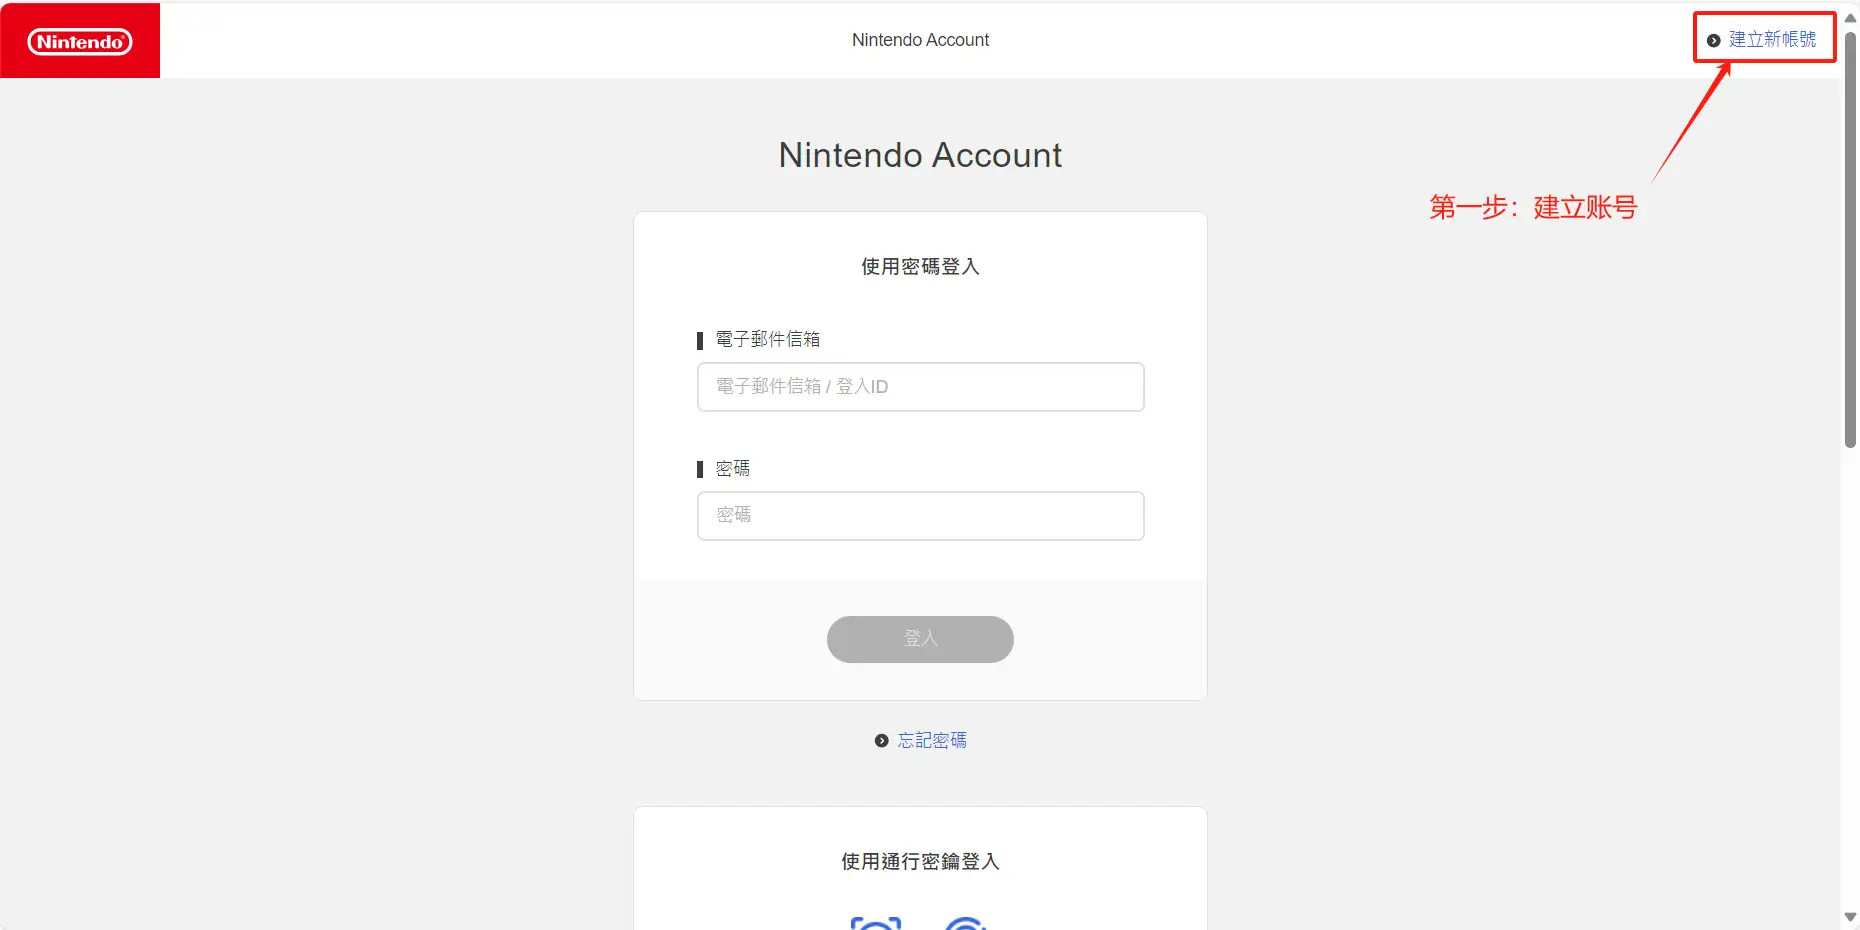 Nintendo
Nintendo Account
建立新帳號
Nintendo Account
第一步：建立账号
使用密碼登入
電子郵件信箱
電子郵件信箱 / 登入ID
密碼
密碼
登入
忘記密碼
使用通行密鑰登入